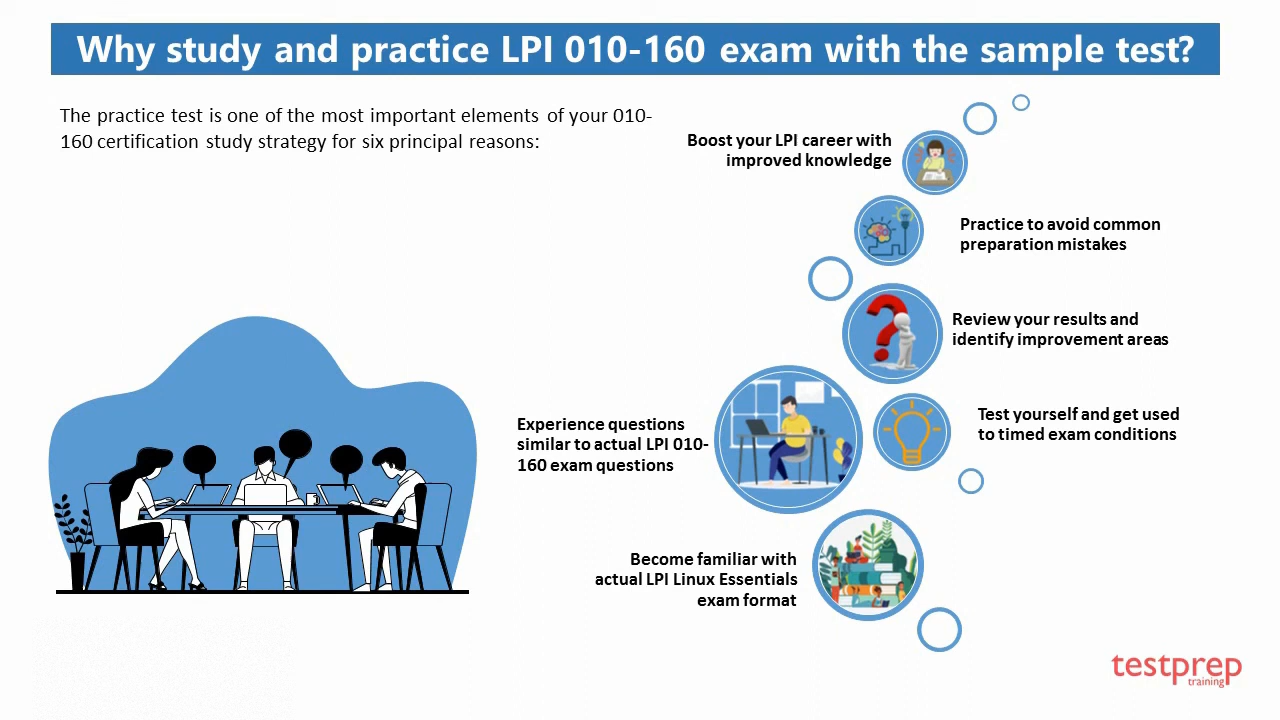 Why study and practice LPI 010-160 exam with the sample test?
The practice test is one of the most important elements of your 010-
160 certification study strategy for six principal reasons:
Boost your LPI career with
improved knowledge
Practice to avoid common
preparation mistakes
Review your results and
identify improvement areas
Test yourself and get used
to timed exam conditions
Experience questions
similar to actual LPI 010-
160 exam questions
Become familiar with
actual LPI Linux Essentials
exam format
testprep
training